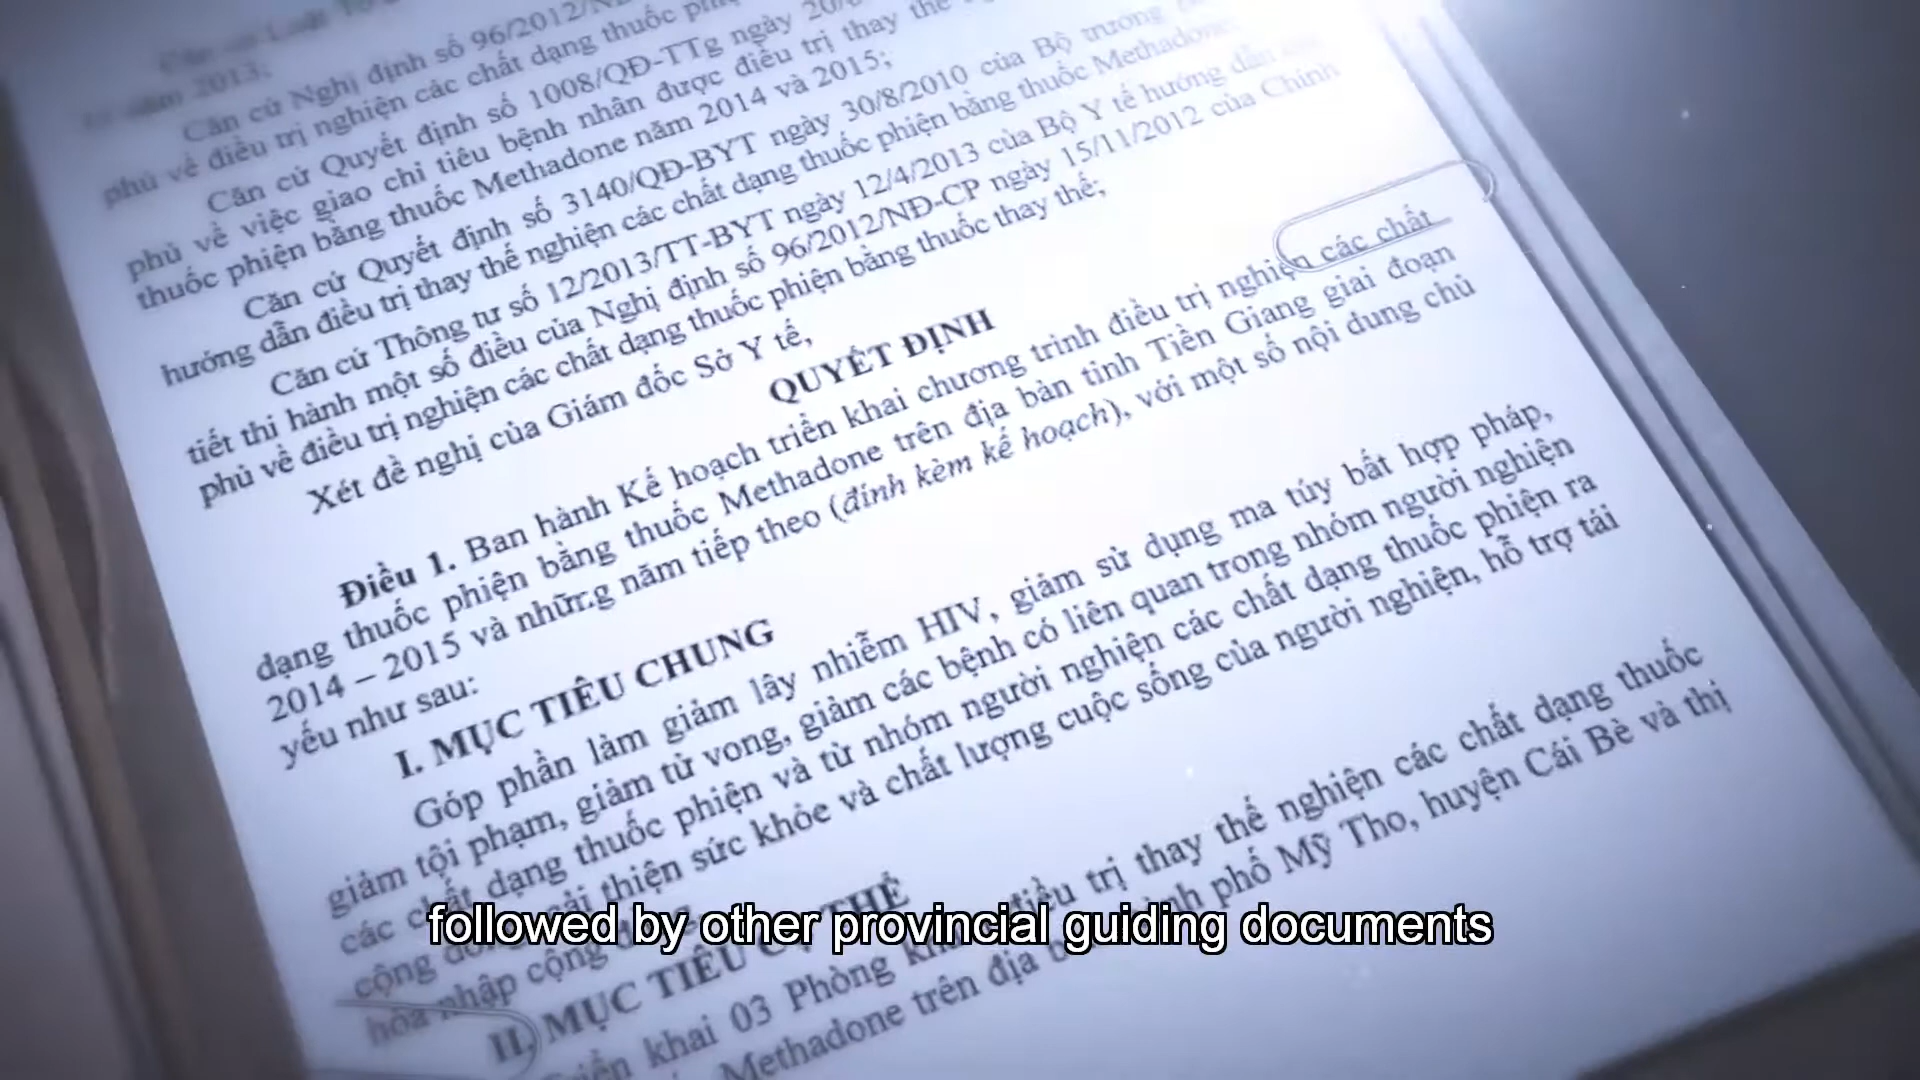 năm 2013;
Căn cứ Nghị định số 96/2012/N
phủ về điều trị nghiện các chất dạng thuốc
Căn cứ Quyết định số 1008/QĐ-TTg ngày 20/
phủ về việc giao chỉ tiêu bệnh nhân được điều trị thay thế
thuốc phiện bằng thuốc Methadone năm 2014 và 2015;
Căn cứ Quyết định số 3140/QĐ-BYT ngày 30/8/2010 của Bộ trưởng
hướng dẫn điều trị thay thế nghiện các chất dạng thuốc phiện bằng thuốc Methadone;
Căn cứ Thông tư số 12/2013/TT-BYT ngày 12/4/2013 của Bộ Y tế hướng dẫn chi
tiết thi hành một số điều của Nghị định số 96/2012/NĐ-CP ngày 15/11/2012 của Chính
phủ về điều trị nghiện các chất dạng thuốc phiện bằng thuốc thay thế;
Xét đề nghị của Giám đốc Sở Y tế,
QUYẾT ĐỊNH
Điều 1. Ban hành Kế hoạch triển khai chương trình điều trị nghiện các chất
dạng thuốc phiện bằng thuốc Methadone trên địa bàn tỉnh Tiền Giang giai đoạn
2014 – 2015 và những năm tiếp theo (đính kèm kế hoạch), với một số nội dung chủ
yếu như sau:
I. MỤC TIÊU CHUNG
Góp phần làm giảm lây nhiễm HIV, giảm sử dụng ma túy bất hợp pháp,
giảm tội phạm, giảm tử vong, giảm các bệnh có liên quan trong nhóm người nghiện
các chất dạng thuốc phiện và từ nhóm người nghiện các chất dạng thuốc phiện ra
cộng đồng, cải thiện sức khỏe và chất lượng cuộc sống của người nghiện, hỗ trợ tái
hòa nhập cộng
II. MỤC TIÊU CỤ THỂ
khai 03 Phòng điều trị thay thế nghiện các chất dạng thuốc
Methadone trên địa phố Mỹ Tho, huyện Cái Bè và thị
followed by other provincial guiding documents